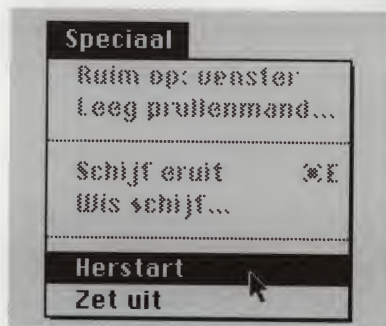 Speciaal
Ruim op: venster
Leeg prullenmand...
Schijf eruit ⌘E
Wis schijf...
Herstart
Zet uit